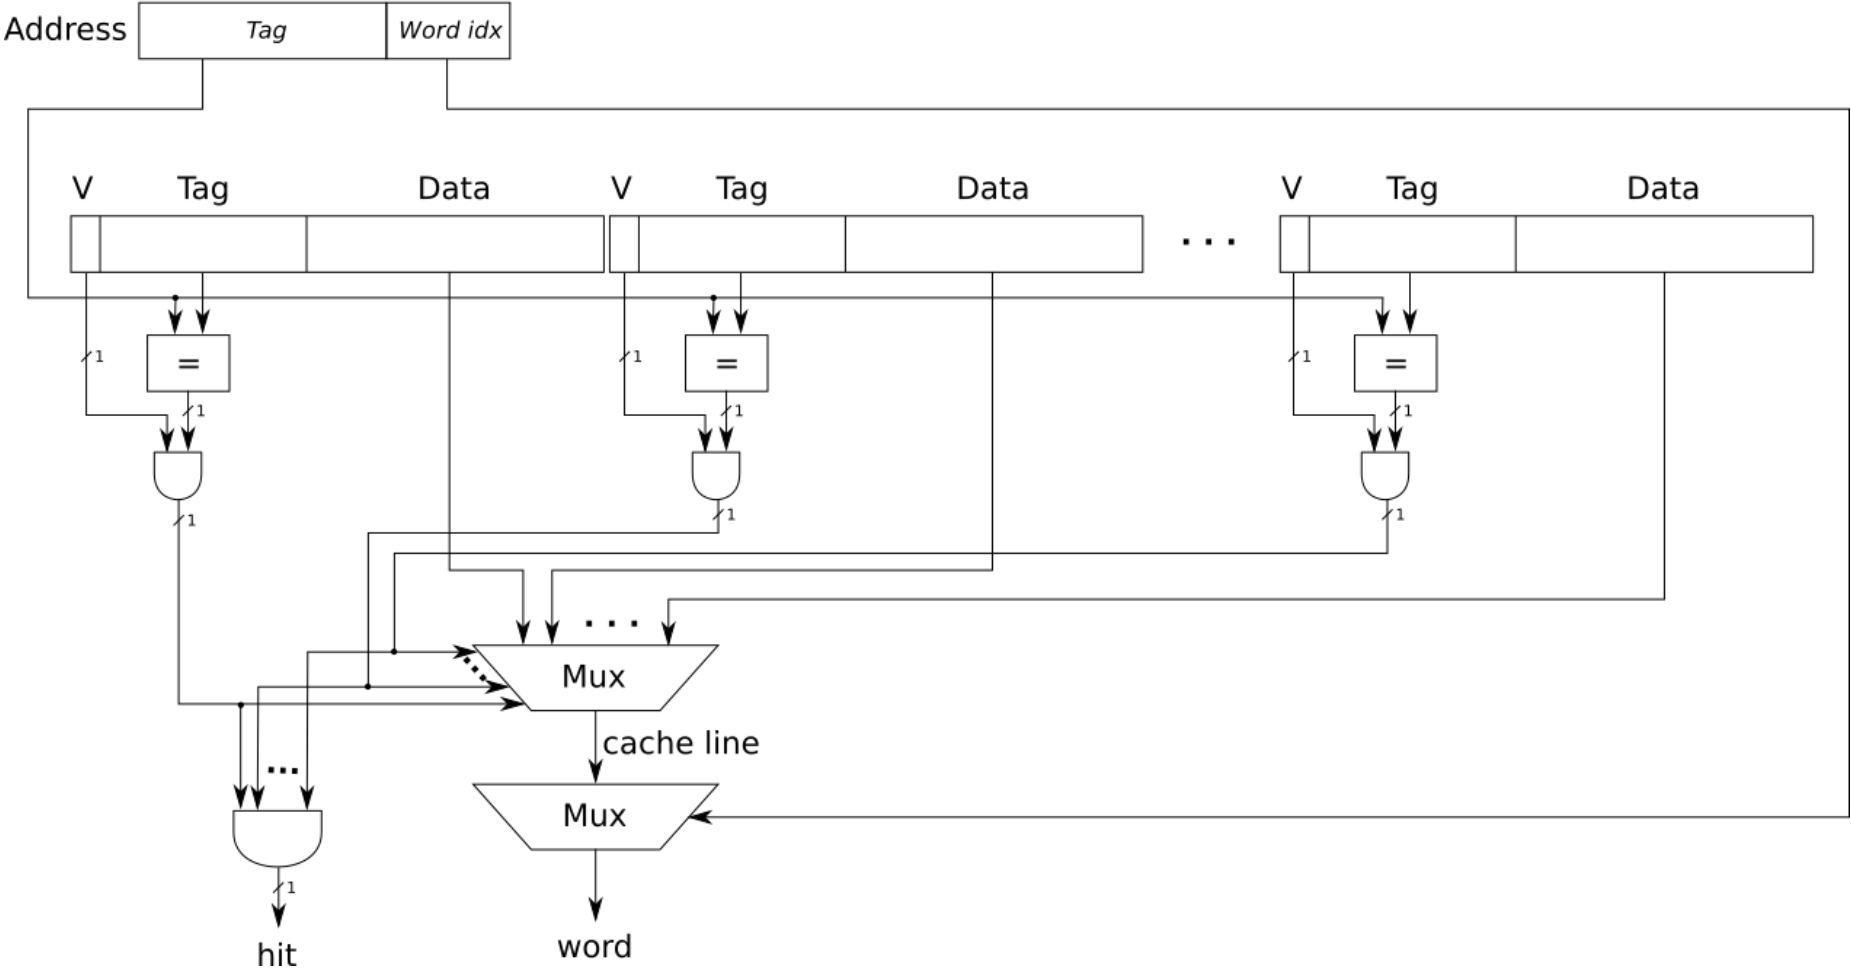 Address Tag Word idx
V Tag Data V Tag Data ... V Tag Data
1 = 1 = 1 =
1 1 1
1 1 1
...
Mux
cache line
...
Mux
1
hit word